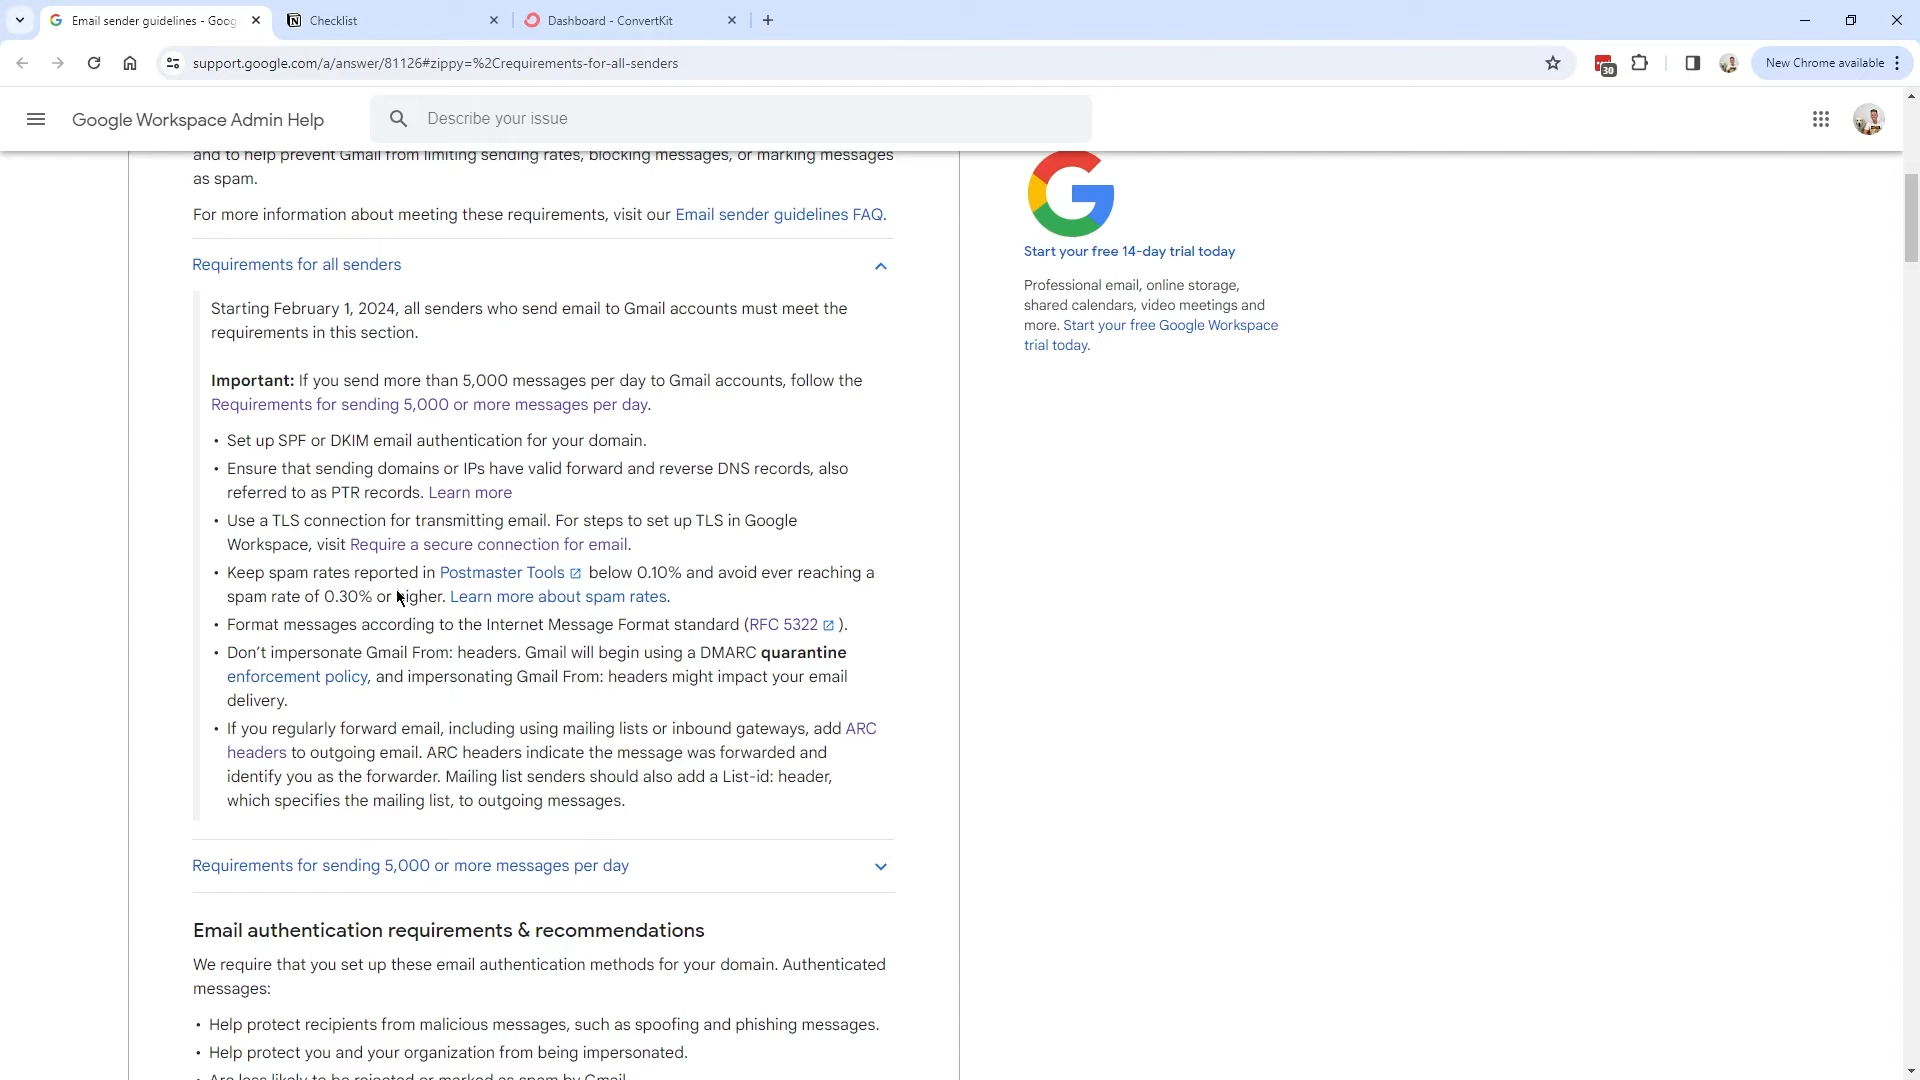 Email sender guidelines - Goog
Checklist
Dashboard - ConvertKit
support.google.com/a/answer/81126#zippy=%2Crequirements-for-all-senders
30
New Chrome available
Google Workspace Admin Help
Describe your issue
and to help prevent Gmail from limiting sending rates, blocking messages, or marking messages
as spam.
For more information about meeting these requirements, visit our Email sender guidelines FAQ.
Requirements for all senders
Starting February 1, 2024, all senders who send email to Gmail accounts must meet the
requirements in this section.
Important: If you send more than 5,000 messages per day to Gmail accounts, follow the
Requirements for sending 5,000 or more messages per day.
• Set up SPF or DKIM email authentication for your domain.
• Ensure that sending domains or IPs have valid forward and reverse DNS records, also
referred to as PTR records. Learn more
• Use a TLS connection for transmitting email. For steps to set up TLS in Google
Workspace, visit Require a secure connection for email.
• Keep spam rates reported in Postmaster Tools below 0.10% and avoid ever reaching a
spam rate of 0.30% or higher. Learn more about spam rates.
• Format messages according to the Internet Message Format standard (RFC 5322 ).
• Don’t impersonate Gmail From: headers. Gmail will begin using a DMARC quarantine
enforcement policy, and impersonating Gmail From: headers might impact your email
delivery.
• If you regularly forward email, including using mailing lists or inbound gateways, add ARC
headers to outgoing email. ARC headers indicate the message was forwarded and
identify you as the forwarder. Mailing list senders should also add a List-id: header,
which specifies the mailing list, to outgoing messages.
Requirements for sending 5,000 or more messages per day
Email authentication requirements & recommendations
We require that you set up these email authentication methods for your domain. Authenticated
messages:
• Help protect recipients from malicious messages, such as spoofing and phishing messages.
• Help protect you and your organization from being impersonated.
• Are less likely to be rejected or marked as spam by Gmail.
Start your free 14-day trial today
Professional email, online storage,
shared calendars, video meetings and
more. Start your free Google Workspace
trial today.